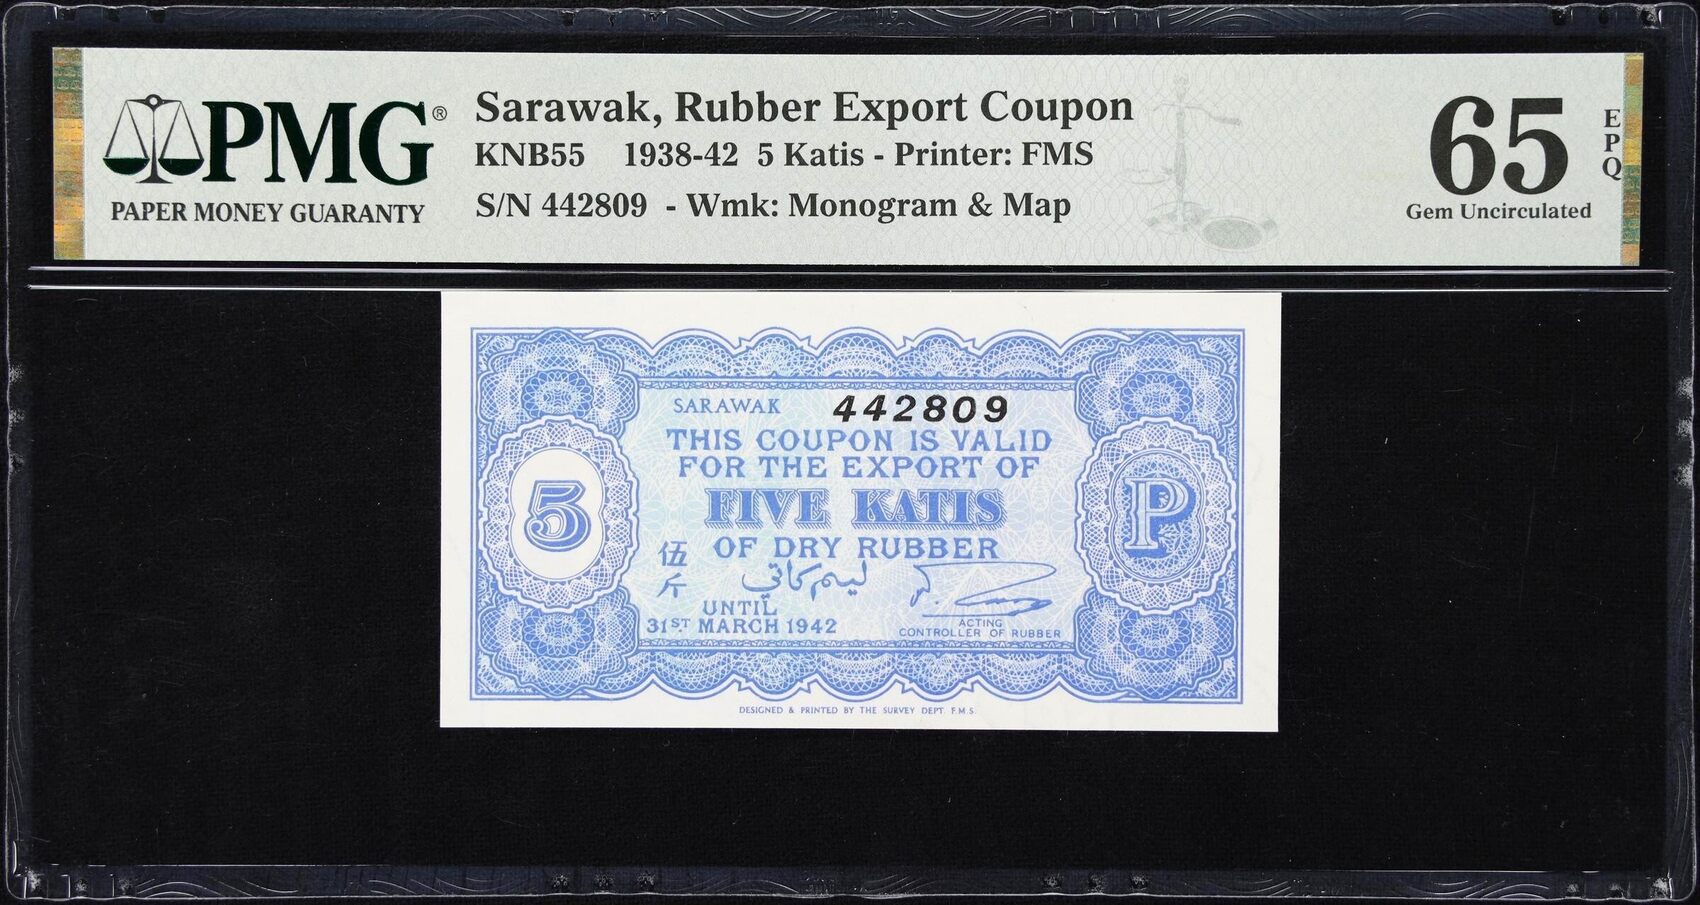 PMG®
PAPER MONEY GUARANTY
Sarawak, Rubber Export Coupon
KNB55 1938-42 5 Katis - Printer: FMS
S/N 442809 - Wmk: Monogram & Map
65
EPQ
Gem Uncirculated
SARAWAK 442809
THIS COUPON IS VALID
FOR THE EXPORT OF
5 FIVE KATIS P
OF DRY RUBBER
伍斤
ليم كاتي
UNTIL
31ST MARCH 1942
ACTING
CONTROLLER OF RUBBER
DESIGNED & PRINTED BY THE SURVEY DEPT. F.M.S.